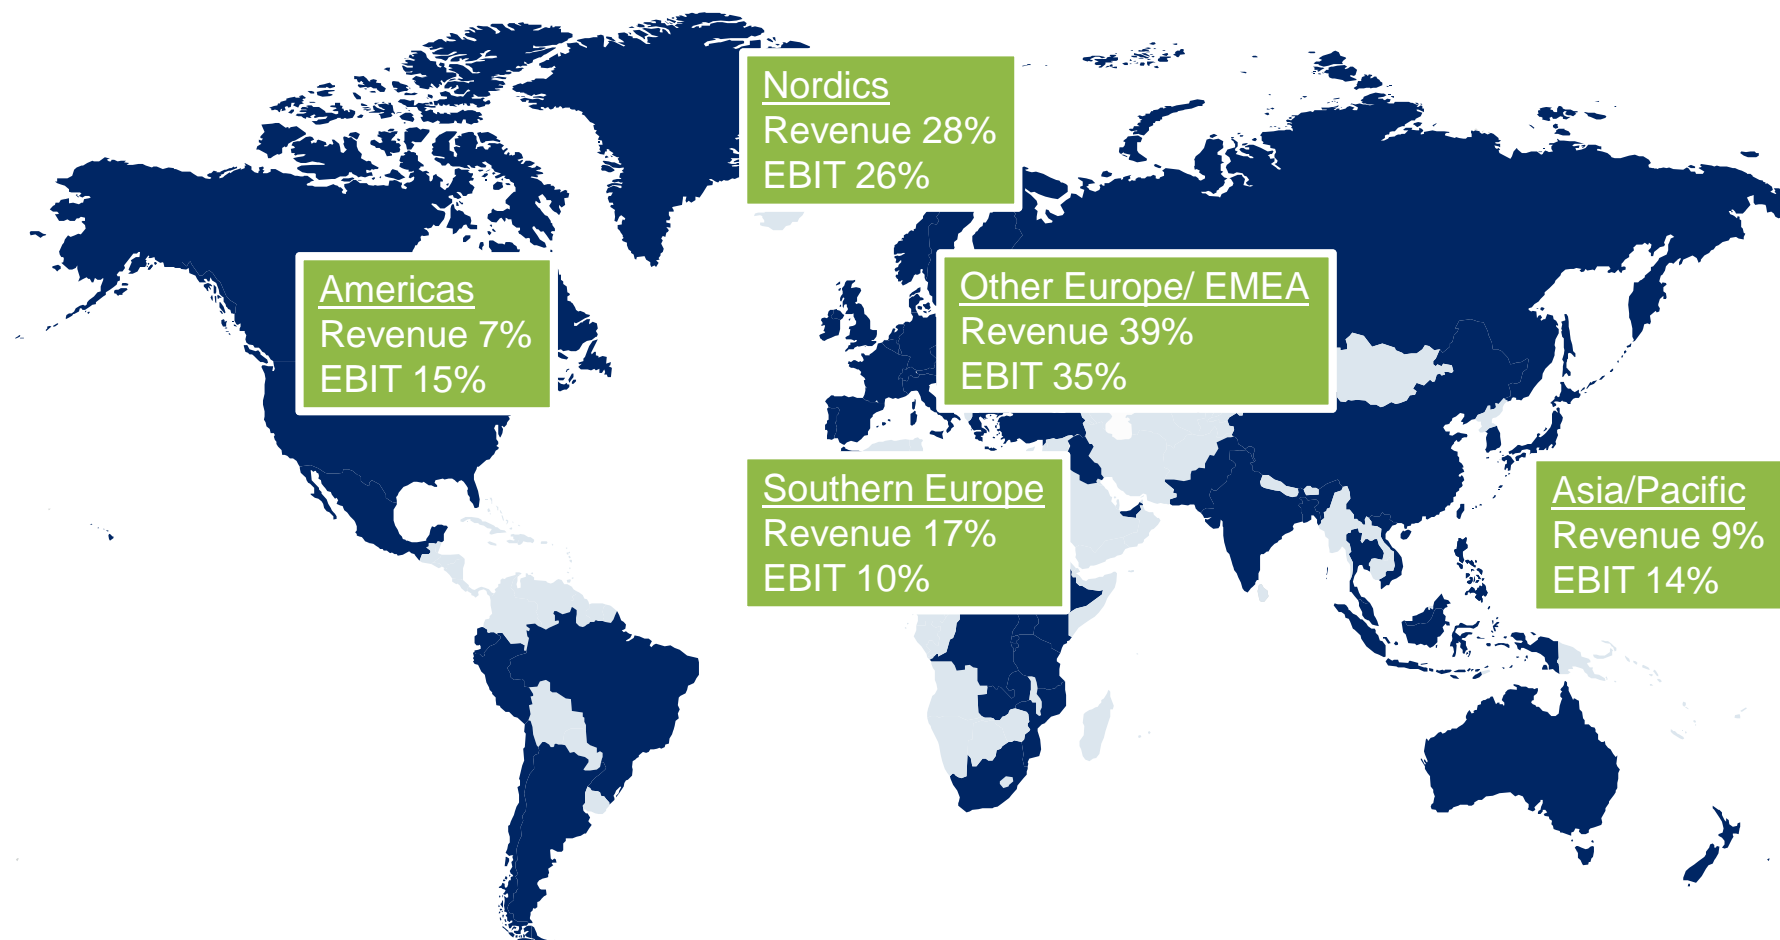 Nordics
Revenue 28%
EBIT 26%
Americas
Revenue 7%
EBIT 15%
Other Europe/ EMEA
Revenue 39%
EBIT 35%
Southern Europe
Revenue 17%
EBIT 10%
Asia/Pacific
Revenue 9%
EBIT 14%